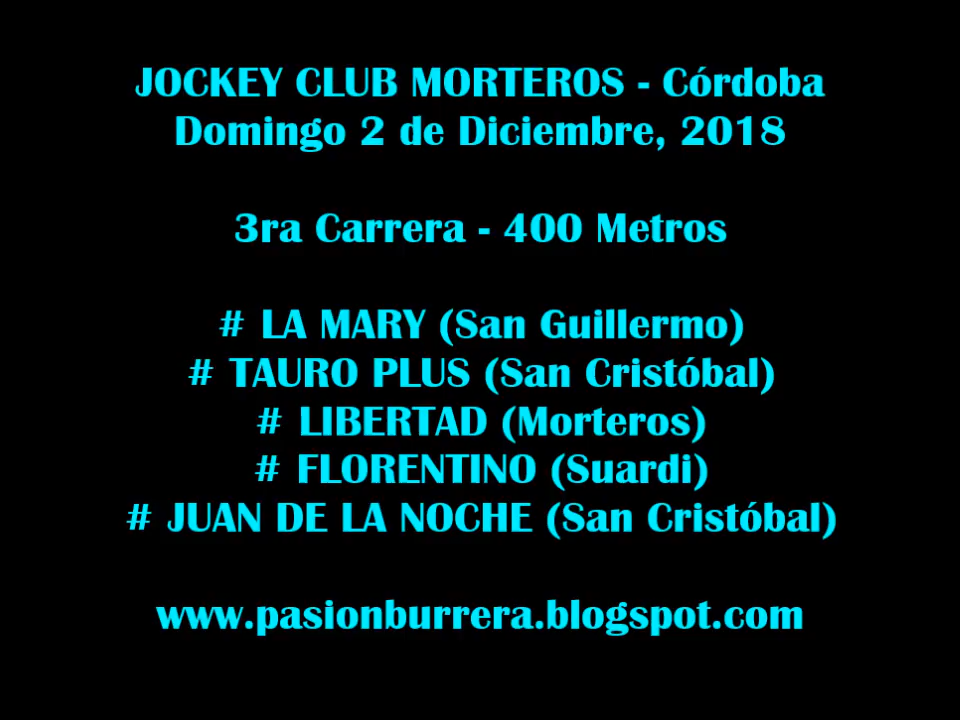 JOCKEY CLUB MORTEROS - Córdoba
Domingo 2 de Diciembre, 2018
3ra Carrera - 400 Metros
# LA MARY (San Guillermo)
# TAURO PLUS (San Cristóbal)
# LIBERTAD (Morteros)
# FLORENTINO (Suardi)
# JUAN DE LA NOCHE (San Cristóbal)
www.pasionburrera.blogspot.com